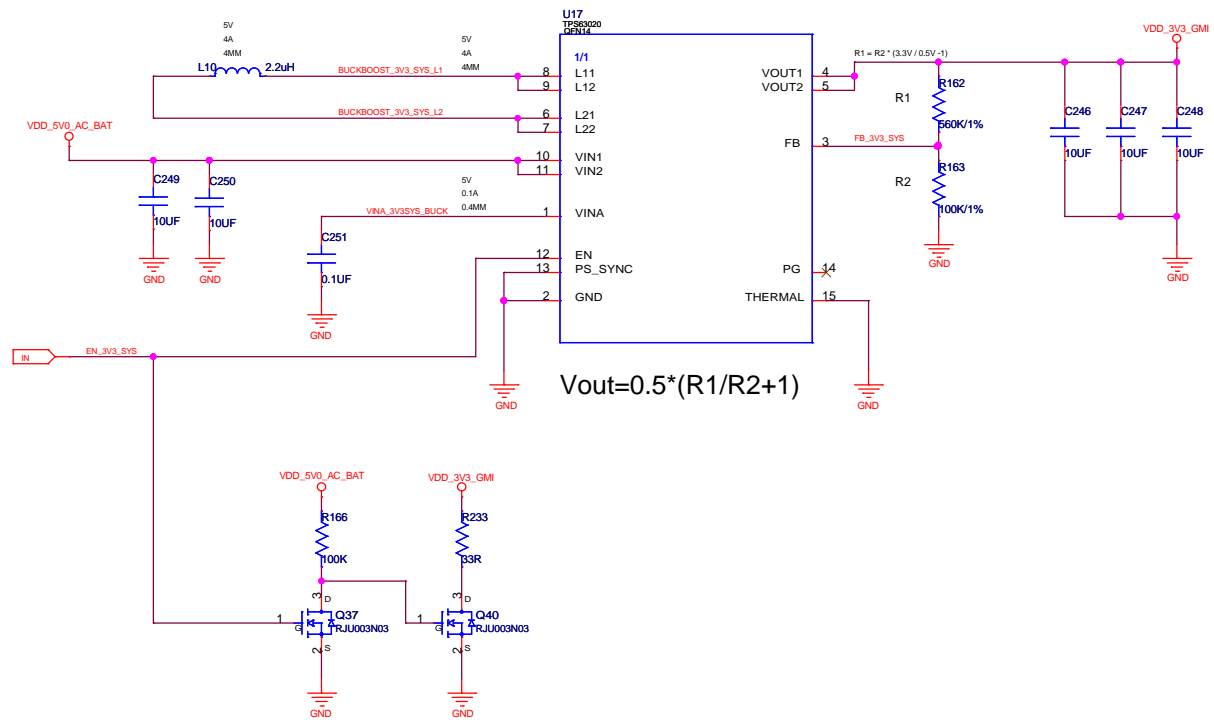 U17
TPS63020
QFN14
1/1
5V
4A
4MM
L10
2.2uH
5V
4A
4MM
BUCKBOOST_3V3_SYS_L1
8
L11
9
L12
BUCKBOOST_3V3_SYS_L2
6
L21
7
L22
VDD_5V0_AC_BAT
10
VIN1
11
VIN2
C249
10UF
GND
C250
10UF
GND
5V
0.1A
0.4MM
VINA_3V3SYS_BUCK
1
VINA
C251
0.1UF
GND
12
EN
13
PS_SYNC
2
GND
GND
VOUT1
4
VOUT2
5
FB
3
FB_3V3_SYS
PG
14
THERMAL
15
GND
R1 = R2 * (3.3V / 0.5V -1)
VDD_3V3_GMI
R1
R162
560K/1%
R2
R163
100K/1%
GND
C246
10UF
C247
10UF
C248
10UF
GND
Vout=0.5*(R1/R2+1)
IN
EN_3V3_SYS
VDD_5V0_AC_BAT
R166
100K
3
D
1
G
Q37
RJU003N03
2
S
GND
VDD_3V3_GMI
R233
33R
3
D
1
G
Q40
RJU003N03
2
S
GND